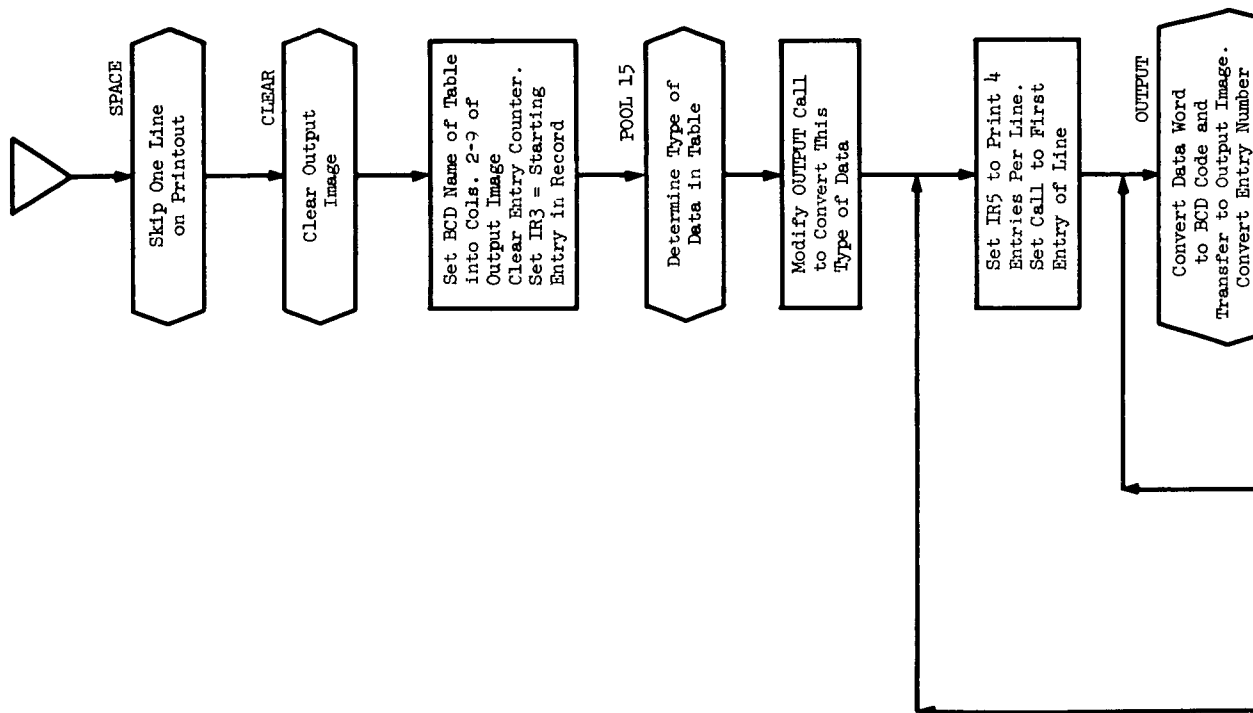 SPACE
Skip One Line
on Printout
CLEAR
Clear Output
Image
Set BCD Name of Table
into Cols. 2-9 of
Output Image
Clear Entry Counter.
Set IR3 = Starting
Entry in Record
POOL 15
Determine Type of
Data in Table
Modify OUTPUT Call
to Convert This
Type of Data
Set IR5 to Print 4
Entries Per Line.
Set Call to First
Entry of Line
OUTPUT
Convert Data Word
to BCD Code and
Transfer to Output Image.
Convert Entry Number